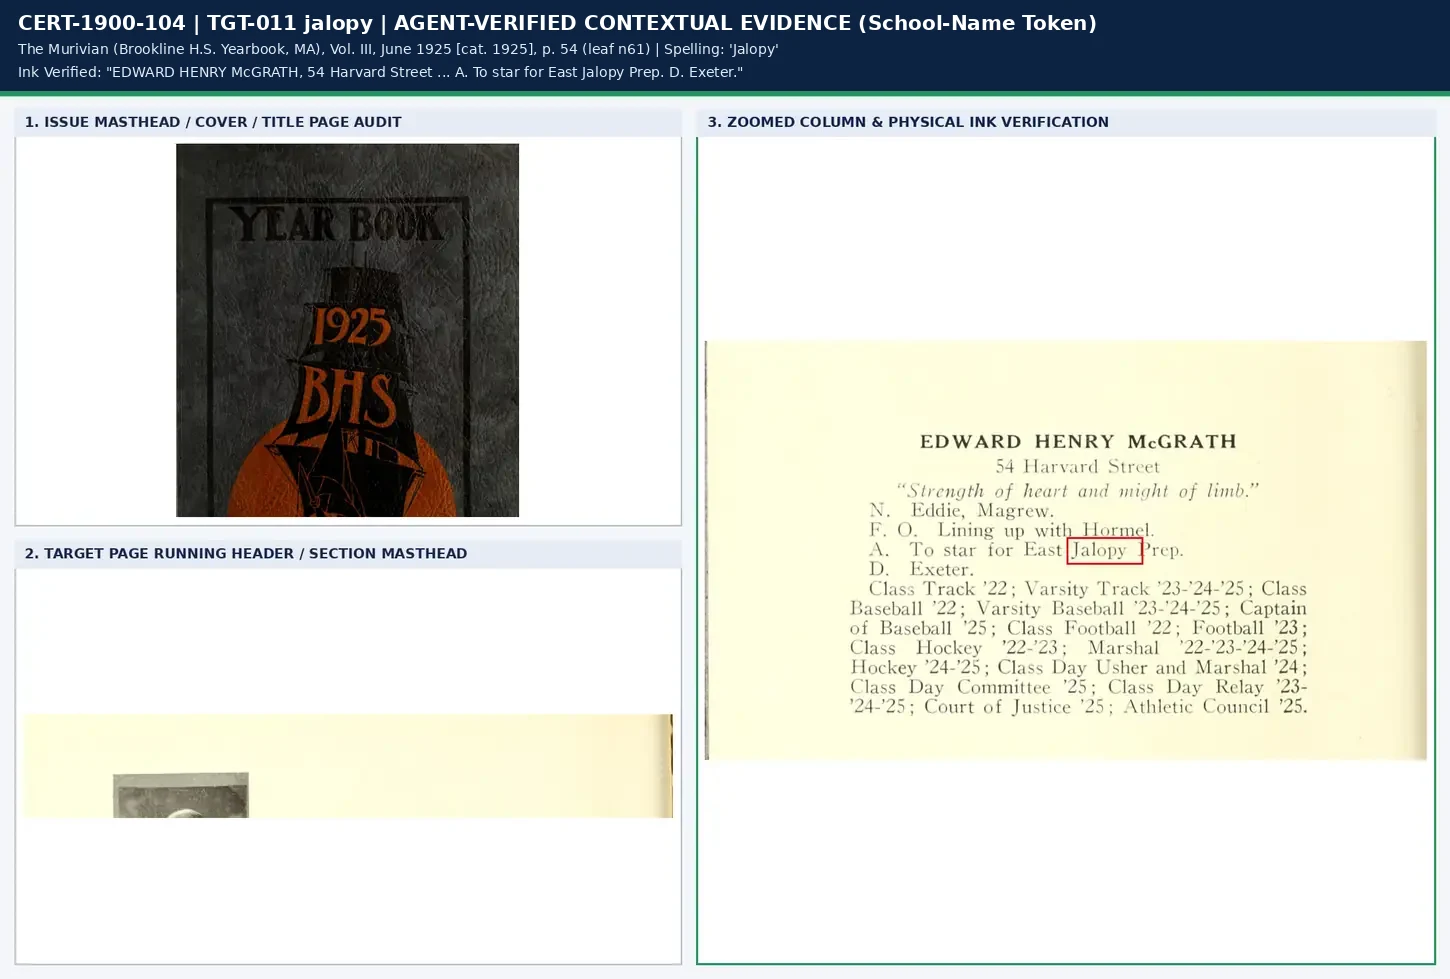 CERT-1900-104 | TGT-011 jalopy | AGENT-VERIFIED CONTEXTUAL EVIDENCE (School-Name Token)
The Murivian (Brookline H.S. Yearbook, MA), Vol. III, June 1925 [cat. 1925], p. 54 (leaf n61) | Spelling: 'Jalopy'
Ink Verified: "EDWARD HENRY McGRATH, 54 Harvard Street ... A. To star for East Jalopy Prep. D. Exeter."
1. ISSUE MASTHEAD / COVER / TITLE PAGE AUDIT
YEAR BOOK
1925
BHS
2. TARGET PAGE RUNNING HEADER / SECTION MASTHEAD
3. ZOOMED COLUMN & PHYSICAL INK VERIFICATION
EDWARD HENRY McGRATH
54 Harvard Street
"Strength of heart and might of limb."
N. Eddie, Magrew.
F. O. Lining up with Hormel.
A. To star for East Jalopy Prep.
D. Exeter.
Class Track '22; Varsity Track '23-'24-'25; Class
Baseball '22; Varsity Baseball '23-'24-'25; Captain
of Baseball '25; Class Football '22; Football '23;
Class Hockey '22-'23; Marshal '22-'23-'24-'25;
Hockey '24-'25; Class Day Usher and Marshal '24;
Class Day Committee '25; Class Day Relay '23-
'24-'25; Court of Justice '25; Athletic Council '25.